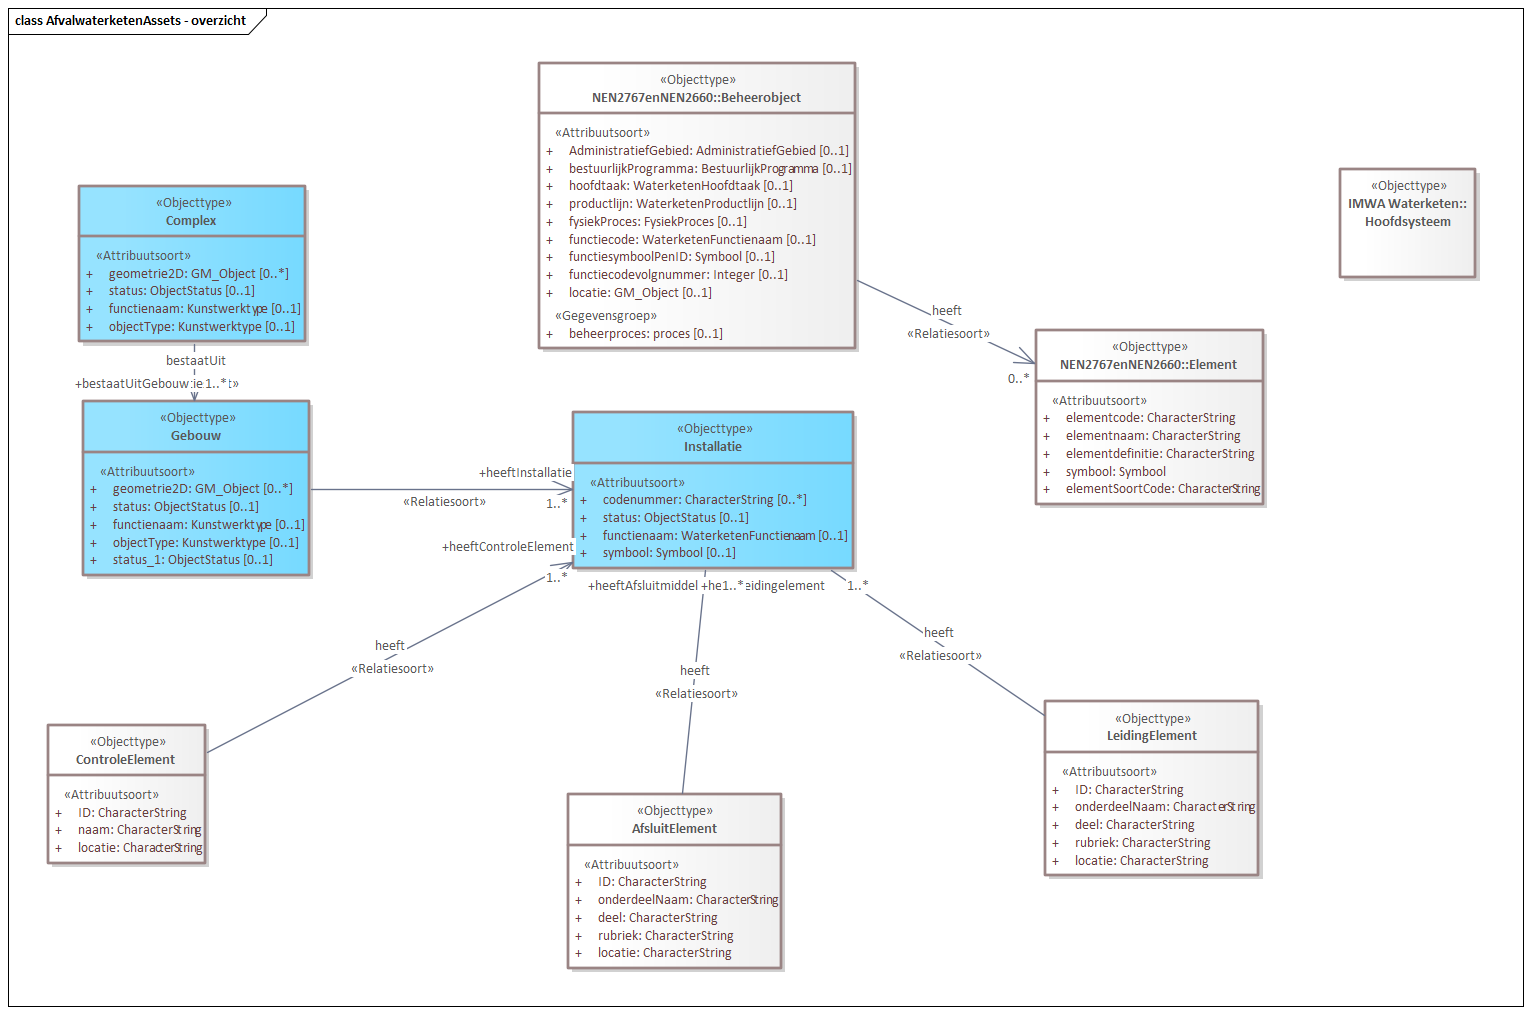 class AfvalwaterketenAssets - overzicht
«Objecttype»
NEN2767enNEN2660::Beheerobject
«Attribuutsoort»
+ AdministratiefGebied: AdministratiefGebied [0..1]
+ bestuurlijkProgramma: BestuurlijkProgramma [0..1]
+ hoofdtaak: WaterketenHoofdtaak [0..1]
+ productlijn: WaterketenProductlijn [0..1]
+ fysiekProces: FysiekProces [0..1]
+ functiecode: WaterketenFunctienaam [0..1]
+ functiesymboolPenID: Symbool [0..1]
+ functiecodevolgnummer: Integer [0..1]
+ locatie: GM_Object [0..1]
«Gegevensgroep»
+ beheerproces: proces [0..1]
«Objecttype»
IMWA Waterketen::
Hoofdsysteem
«Objecttype»
Complex
«Attribuutsoort»
+ geometrie2D: GM_Object [0..*]
+ status: ObjectStatus [0..1]
+ functienaam: Kunstwerktype [0..1]
+ objectType: Kunstwerktype [0..1]
heeft
«Relatiesoort»
0..*
«Objecttype»
NEN2767enNEN2660::Element
«Attribuutsoort»
+ elementcode: CharacterString
+ elementnaam: CharacterString
+ elementdefinitie: CharacterString
+ symbool: Symbool
+ elementSoortCode: CharacterString
bestaatUit
+bestaatUitGebouw 1..*
«Objecttype»
Gebouw
«Attribuutsoort»
+ geometrie2D: GM_Object [0..*]
+ status: ObjectStatus [0..1]
+ functienaam: Kunstwerktype [0..1]
+ objectType: Kunstwerktype [0..1]
+ status_1: ObjectStatus [0..1]
+heeftInstallatie
«Relatiesoort»
1..*
«Objecttype»
Installatie
«Attribuutsoort»
+ codenummer: CharacterString [0..*]
+ status: ObjectStatus [0..1]
+ functienaam: WaterketenFunctienaam [0..1]
+ symbool: Symbool [0..1]
+heeftControleElement
1..*
+heeftAfsluitmiddel +he 1..* eidingelement
1..*
heeft
«Relatiesoort»
heeft
«Relatiesoort»
heeft
«Relatiesoort»
«Objecttype»
ControleElement
«Attribuutsoort»
+ ID: CharacterString
+ naam: CharacterString
+ locatie: CharacterString
«Objecttype»
AfsluitElement
«Attribuutsoort»
+ ID: CharacterString
+ onderdeelNaam: CharacterString
+ deel: CharacterString
+ rubriek: CharacterString
+ locatie: CharacterString
«Objecttype»
LeidingElement
«Attribuutsoort»
+ ID: CharacterString
+ onderdeelNaam: CharacterString
+ deel: CharacterString
+ rubriek: CharacterString
+ locatie: CharacterString